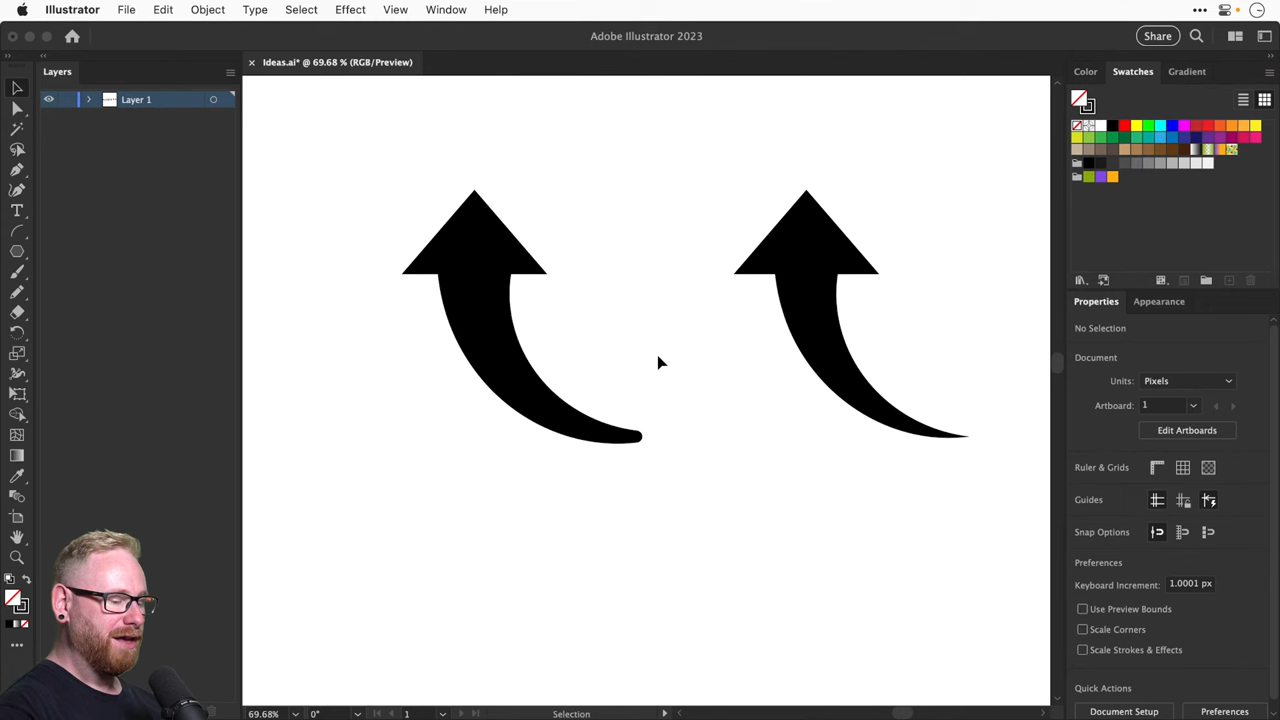 Illustrator File Edit Object Type Select Effect View Window Help
Adobe Illustrator 2023
Share
Layers
Ideas.ai* @ 69.68 % (RGB/Preview)
Color Swatches Gradient
Layer 1
Properties Appearance
No Selection
Document
Units: Pixels
Artboard: 1
Edit Artboards
Ruler & Grids
Guides
Snap Options
Preferences
Keyboard Increment: 1.0001 px
Use Preview Bounds
Scale Corners
Scale Strokes & Effects
Quick Actions
Document Setup Preferences
69.68% 0° 1 Selection